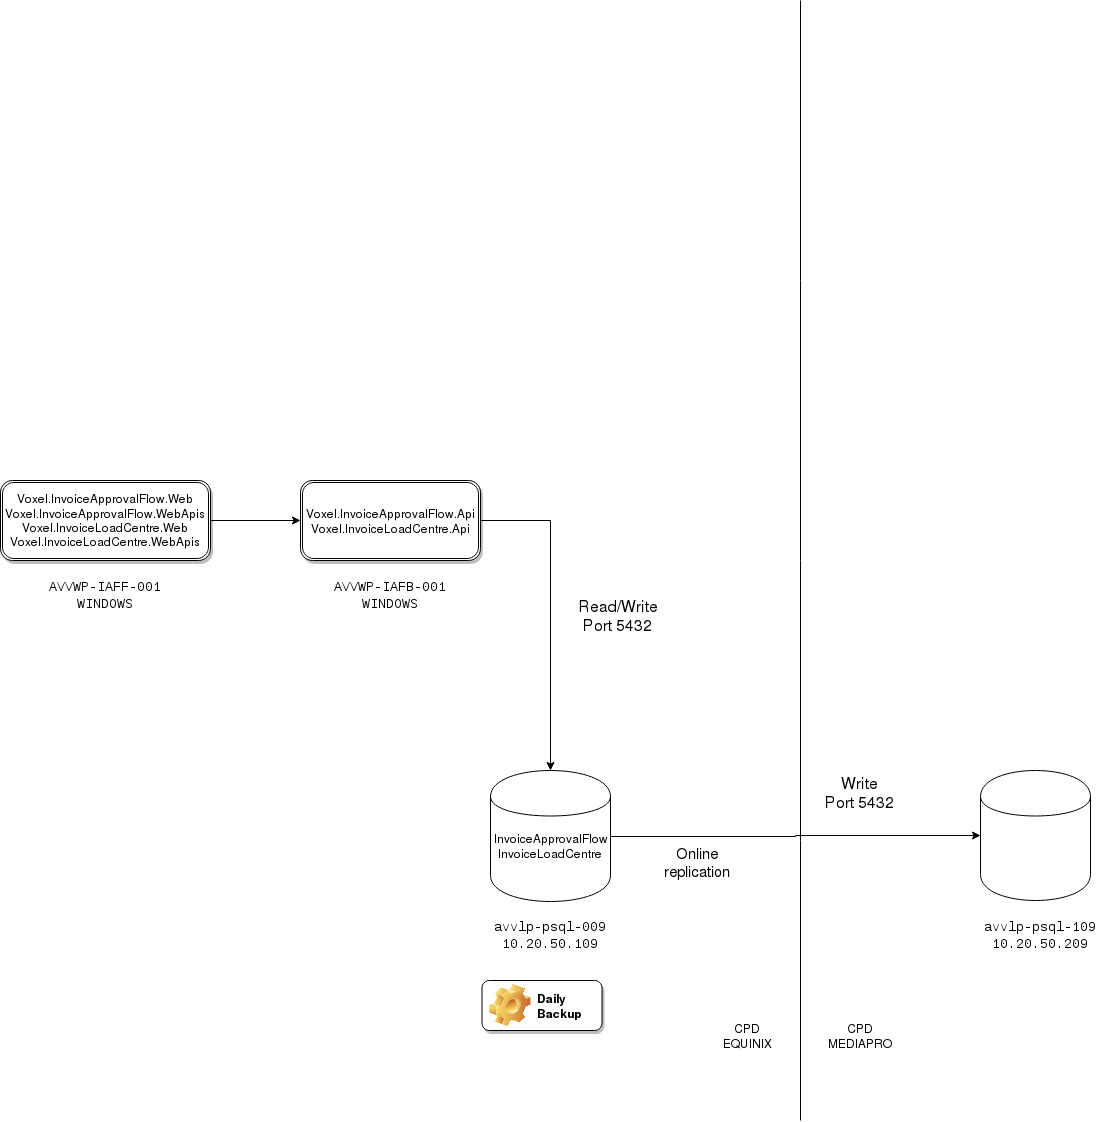 Voxel.InvoiceApprovalFlow.Web
Voxel.InvoiceApprovalFlow.WebApis
Voxel.InvoiceLoadCentre.Web
Voxel.InvoiceLoadCentre.WebApis
AVVWP-IAFF-001
WINDOWS
Voxel.InvoiceApprovalFlow.Api
Voxel.InvoiceLoadCentre.Api
AVVWP-IAFB-001
WINDOWS
Read/Write
Port 5432
InvoiceApprovalFlow
InvoiceLoadCentre
avvlp-psql-009
10.20.50.109
Online
replication
Write
Port 5432
avvlp-psql-109
10.20.50.209
Daily
Backup
CPD
EQUINIX
CPD
MEDIAPRO